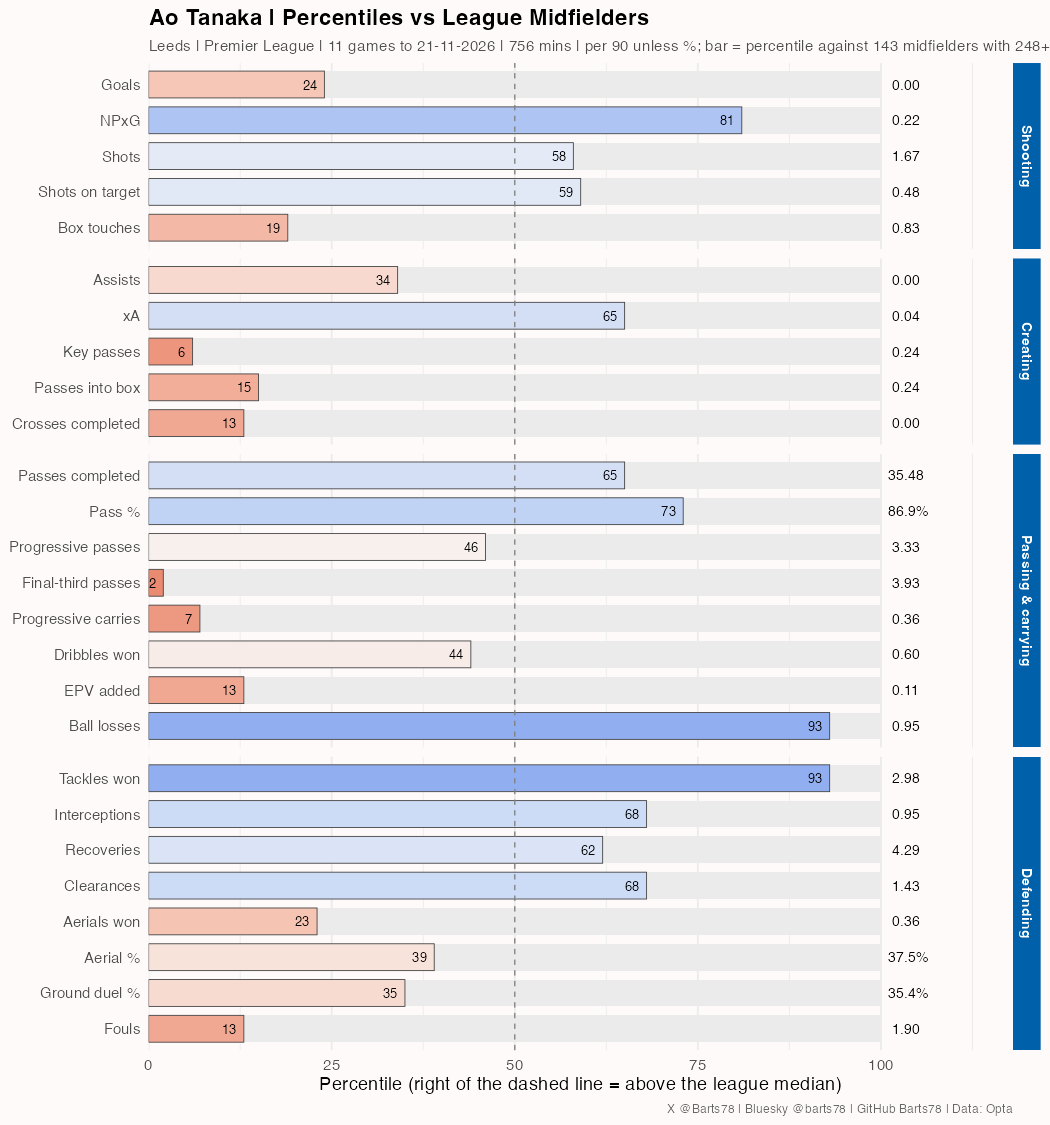 Ao Tanaka | Percentiles vs League Midfielders
Leeds | Premier League | 11 games to 21-11-2026 | 756 mins | per 90 unless %; bar = percentile against 143 midfielders with 248+
Goals 24 0.00
NPxG 81 0.22
Shots 58 1.67
Shots on target 59 0.48
Box touches 19 0.83
Shooting
Assists 34 0.00
xA 65 0.04
Key passes 6 0.24
Passes into box 15 0.24
Crosses completed 13 0.00
Creating
Passes completed 65 35.48
Pass % 73 86.9%
Progressive passes 46 3.33
Final-third passes 2 3.93
Progressive carries 7 0.36
Dribbles won 44 0.60
EPV added 13 0.11
Ball losses 93 0.95
Passing & carrying
Tackles won 93 2.98
Interceptions 68 0.95
Recoveries 62 4.29
Clearances 68 1.43
Aerials won 23 0.36
Aerial % 39 37.5%
Ground duel % 35 35.4%
Fouls 13 1.90
Defending
0 25 50 75 100
Percentile (right of the dashed line = above the league median)
X @Barts78 | Bluesky @barts78 | GitHub Barts78 | Data: Opta